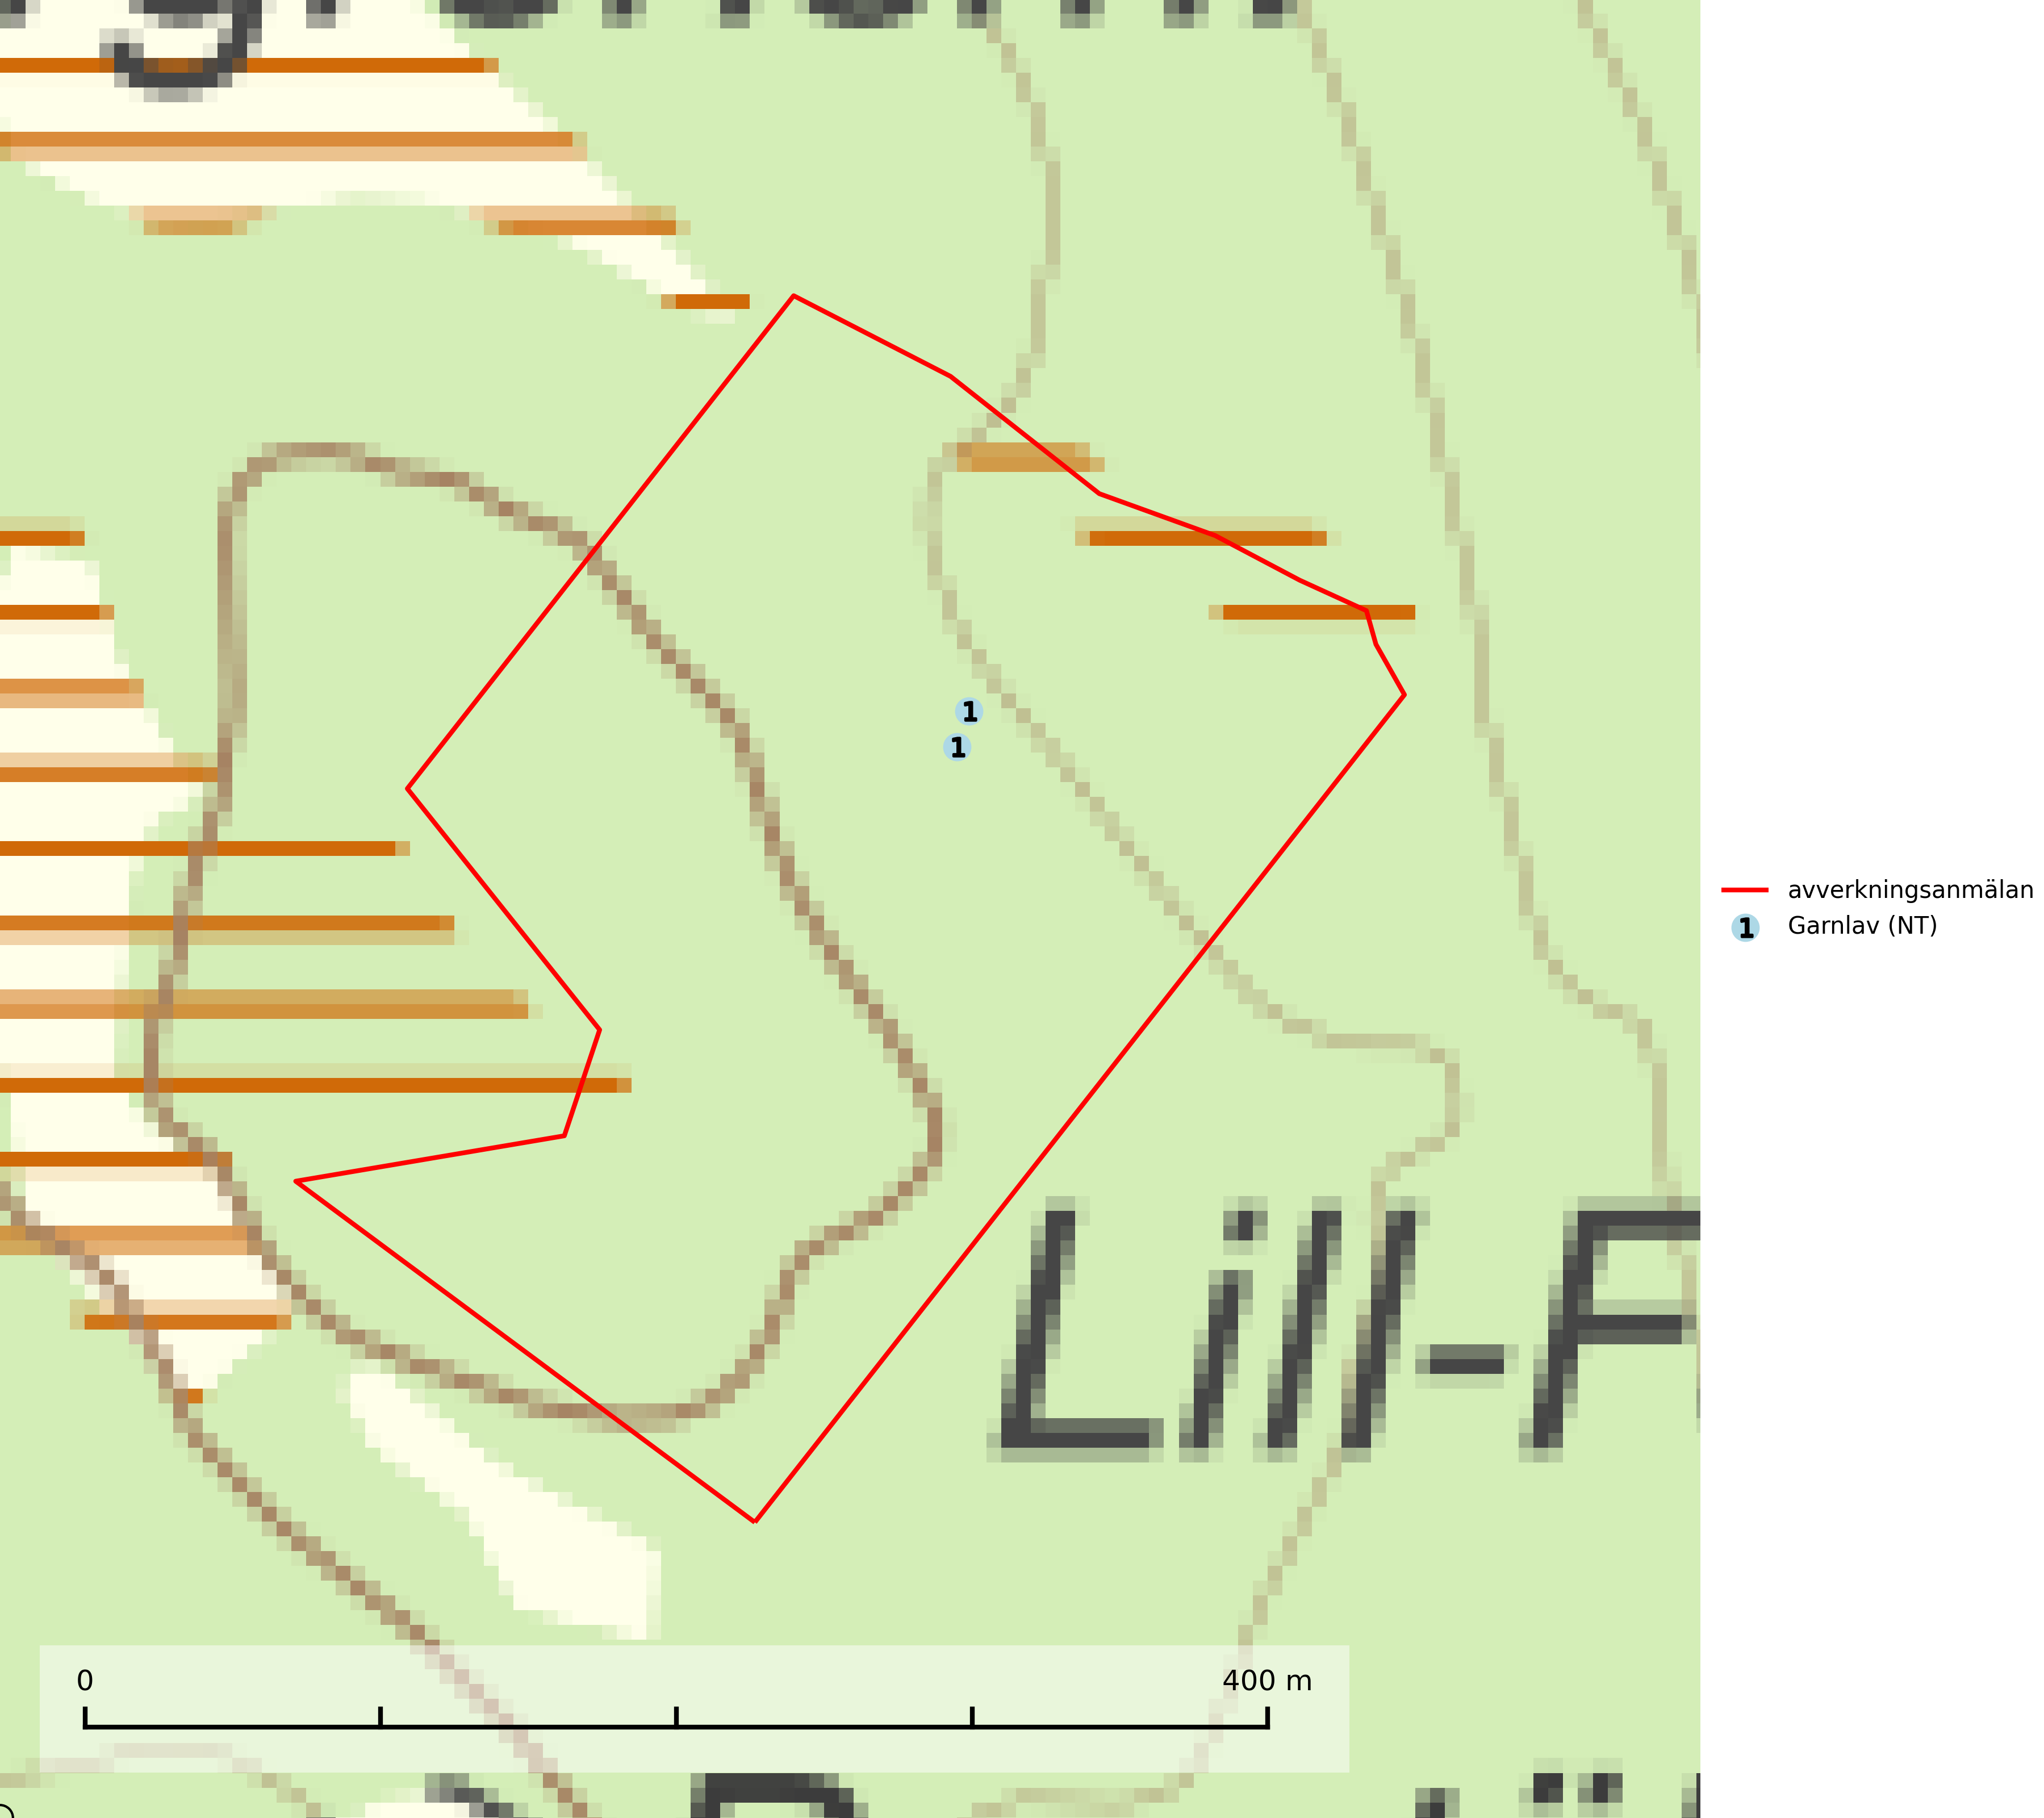 1
1
avverkningsanmälan
1 Garnlav (NT)
Lill-F
0 400 m